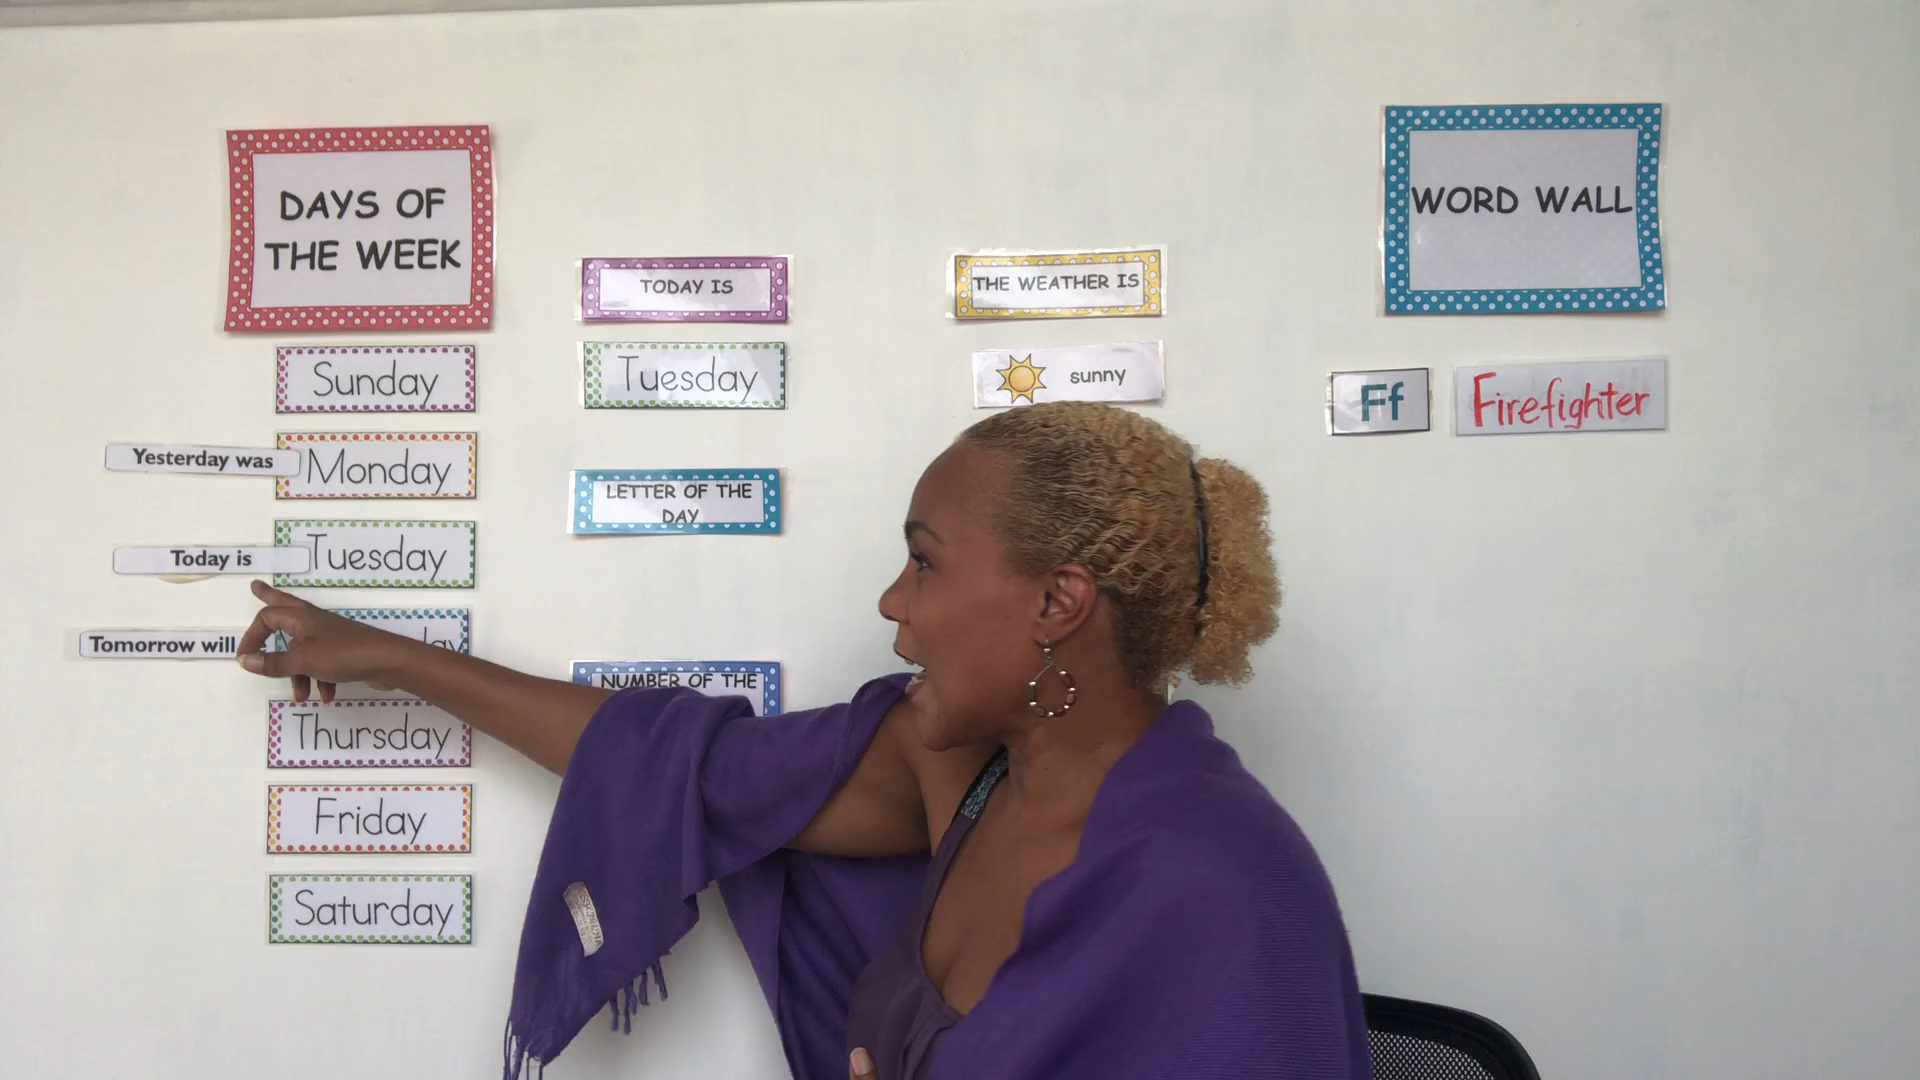 DAYS OF
THE WEEK
Sunday
Yesterday was
Monday
Today is
Tuesday
Tomorrow will
Thursday
Friday
Saturday
TODAY IS
Tuesday
LETTER OF THE
DAY
NUMBER OF THE
THE WEATHER IS
sunny
WORD WALL
Ff
Firefighter